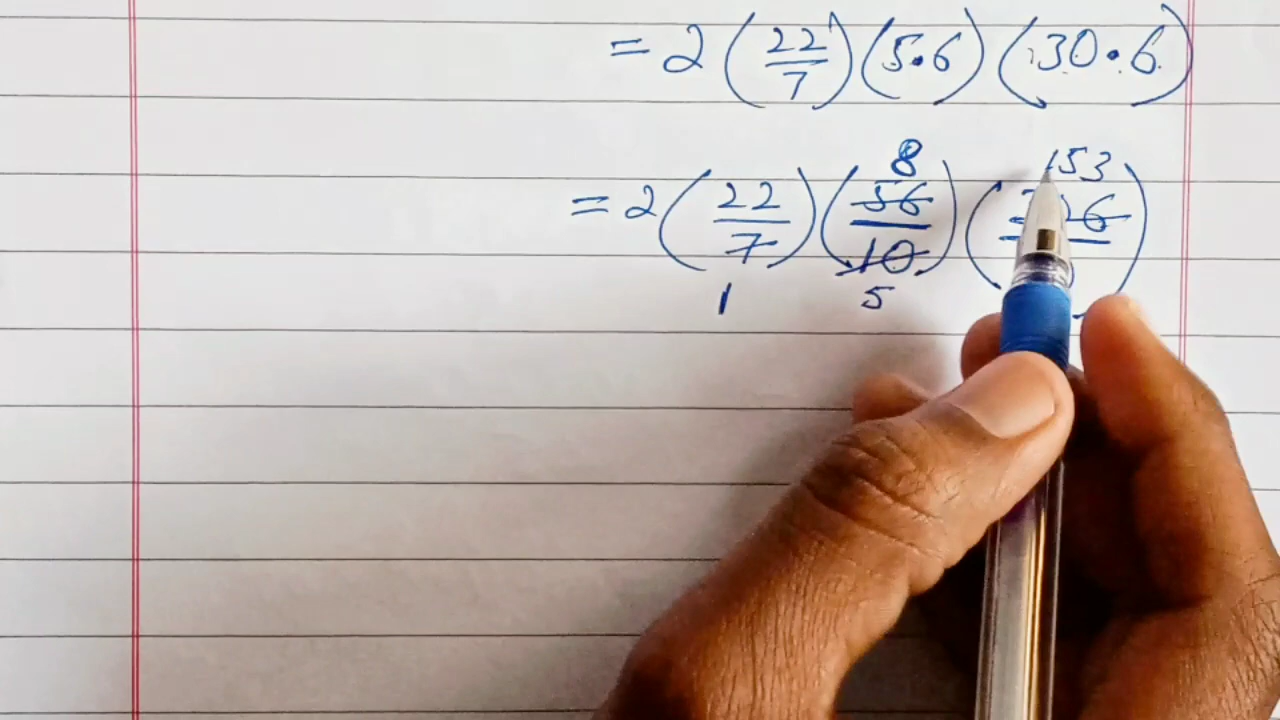 = 2 (22/7) (5.6) (30.6)
8 153
= 2 (22/7) (56/10) (
1 5